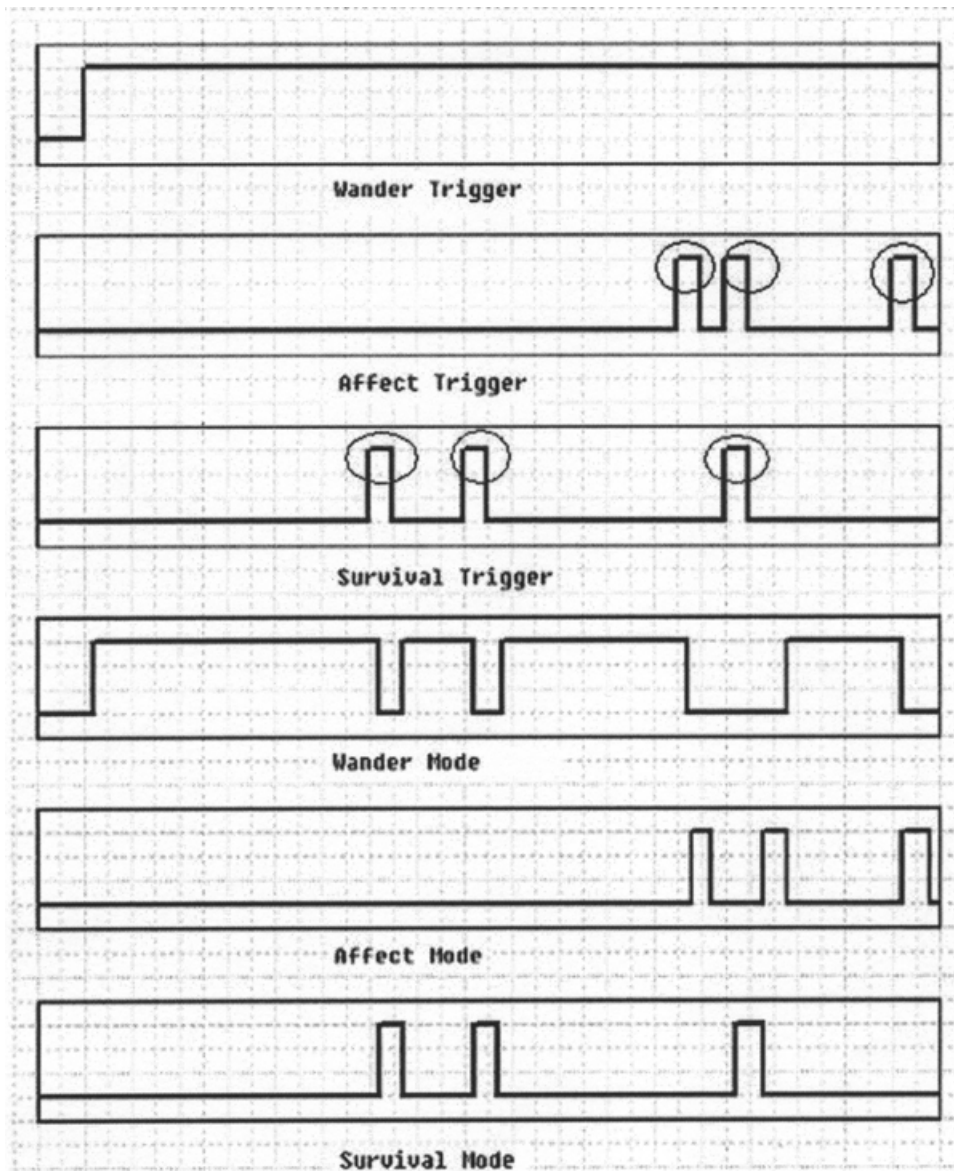 Wander Trigger
Affect Trigger
Survival Trigger
Wander Mode
Affect Mode
Survival Mode